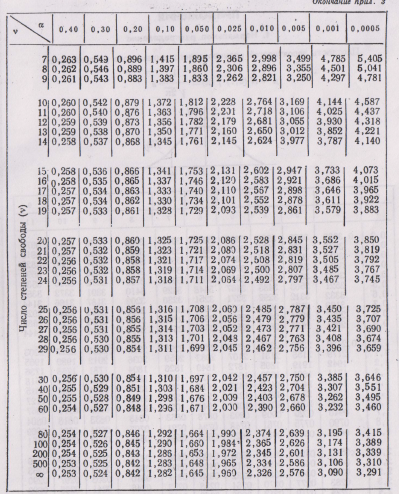 Окончание прил. 3
ν α 0,40 0,30 0,20 0,10 0,050 0,025 0,010 0,005 0,001 0,0005
Число степеней свободы (ν)
7 0,263 0,549 0,896 1,415 1,895 2,365 2,998 3,499 4,785 5,405
8 0,262 0,546 0,889 1,397 1,860 2,306 2,896 3,355 4,501 5,041
9 0,261 0,543 0,883 1,383 1,833 2,262 2,821 3,250 4,297 4,781
10 0,260 0,542 0,879 1,372 1,812 2,228 2,764 3,169 4,144 4,587
11 0,260 0,540 0,876 1,363 1,796 2,201 2,718 3,106 4,025 4,437
12 0,259 0,539 0,873 1,356 1,782 2,179 2,681 3,055 3,930 4,318
13 0,259 0,538 0,870 1,350 1,771 2,160 2,650 3,012 3,852 4,221
14 0,258 0,537 0,868 1,345 1,761 2,145 2,624 3,977 3,787 4,140
15 0,258 0,536 0,866 1,341 1,753 2,131 2,602 2,947 3,733 4,073
16 0,258 0,535 0,865 1,337 1,746 2,120 2,583 2,921 3,686 4,015
17 0,257 0,534 0,863 1,333 1,740 2,110 2,567 2,898 3,646 3,965
18 0,257 0,534 0,862 1,330 1,734 2,101 2,552 2,878 3,611 3,922
19 0,257 0,533 0,861 1,328 1,729 2,093 2,539 2,861 3,579 3,883
20 0,257 0,533 0,860 1,325 1,725 2,086 2,528 2,845 3,552 3,850
21 0,257 0,532 0,859 1,323 1,721 2,080 2,518 2,831 3,527 3,819
22 0,256 0,532 0,858 1,321 1,717 2,074 2,508 2,819 3,505 3,792
23 0,256 0,532 0,858 1,319 1,714 2,069 2,500 2,807 3,485 3,767
24 0,256 0,531 0,857 1,318 1,711 2,064 2,492 2,797 3,467 3,745
25 0,256 0,531 0,856 1,316 1,708 2,060 2,485 2,787 3,450 3,725
26 0,256 0,531 0,856 1,315 1,706 2,056 2,479 2,779 3,435 3,707
27 0,256 0,531 0,855 1,314 1,703 2,052 2,473 2,771 3,421 3,690
28 0,256 0,530 0,855 1,313 1,701 2,048 2,467 2,763 3,408 3,674
29 0,256 0,530 0,854 1,311 1,699 2,045 2,462 2,756 3,396 3,659
30 0,256 0,530 0,854 1,310 1,697 2,042 2,457 2,750 3,385 3,646
40 0,255 0,529 0,851 1,303 1,684 2,021 2,423 2,704 3,307 3,551
50 0,255 0,528 0,849 1,298 1,676 2,009 2,403 2,678 3,262 3,495
60 0,254 0,527 0,848 1,296 1,671 2,000 2,390 2,660 3,232 3,460
80 0,254 0,527 0,846 1,292 1,664 1,990 2,374 2,639 3,195 3,415
100 0,254 0,526 0,845 1,290 1,660 1,984 2,365 2,626 3,174 3,389
200 0,254 0,525 0,843 1,286 1,653 1,972 2,345 2,601 3,131 3,339
500 0,253 0,525 0,842 1,283 1,648 1,965 2,334 2,586 3,106 3,310
∞ 0,253 0,524 0,842 1,282 1,645 1,960 2,326 2,576 3,090 3,291